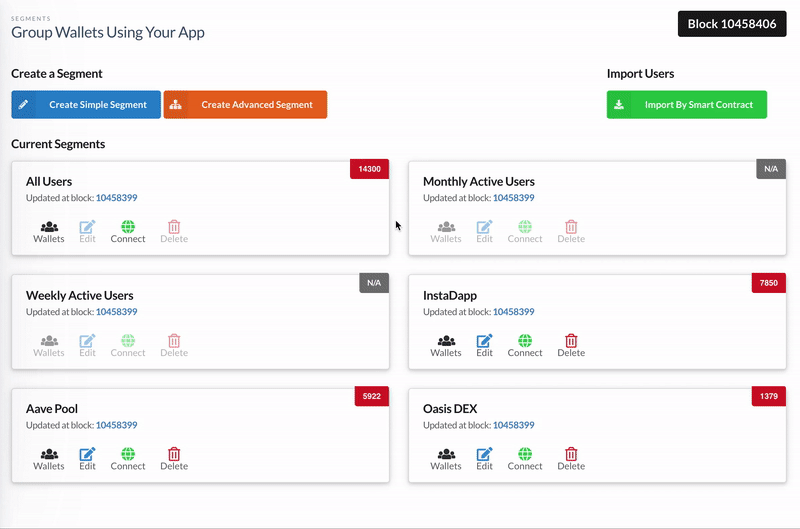 SEGMENTS
Group Wallets Using Your App
Block 10458406
Create a Segment
Import Users
Create Simple Segment
Create Advanced Segment
Import By Smart Contract
Current Segments
14300
All Users
Updated at block: 10458399
Wallets Edit Connect Delete
N/A
Monthly Active Users
Updated at block: 10458399
Wallets Edit Connect Delete
N/A
Weekly Active Users
Updated at block: 10458399
Wallets Edit Connect Delete
7850
InstaDapp
Updated at block: 10458399
Wallets Edit Connect Delete
5922
Aave Pool
Updated at block: 10458399
Wallets Edit Connect Delete
1379
Oasis DEX
Updated at block: 10458399
Wallets Edit Connect Delete